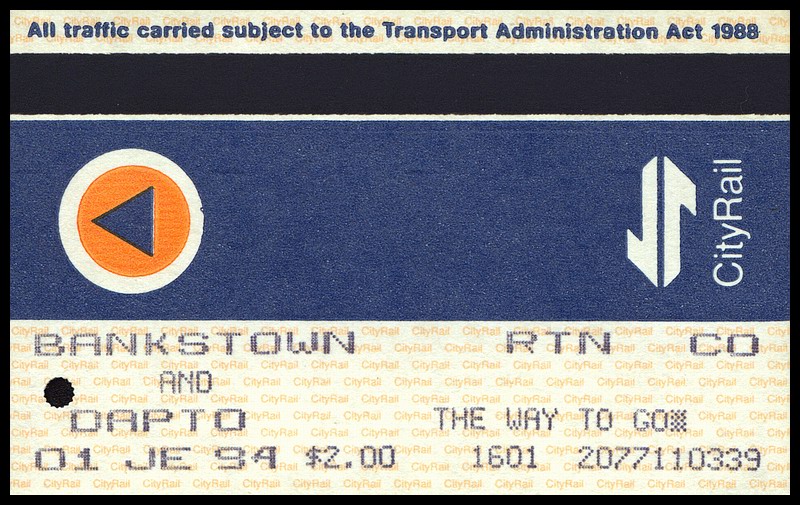 All traffic carried subject to the Transport Administration Act 1988
CityRail
BANKSTOWN RTN CO
AND
DAPTO THE WAY TO GO
01 JE 94 $2.00 1601 2077110339